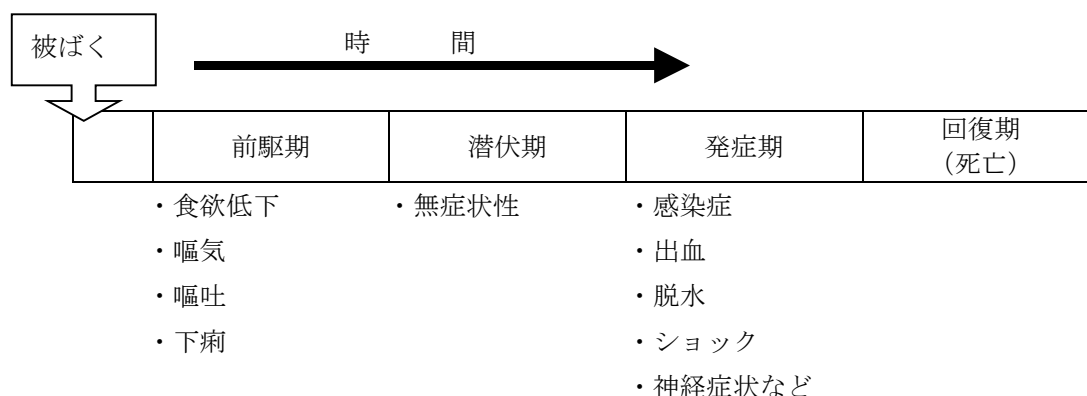 被ばく
時　間
前駆期
潜伏期
発症期
回復期
（死亡）
・食欲低下
・嘔気
・嘔吐
・下痢
・無症状性
・感染症
・出血
・脱水
・ショック
・神経症状など